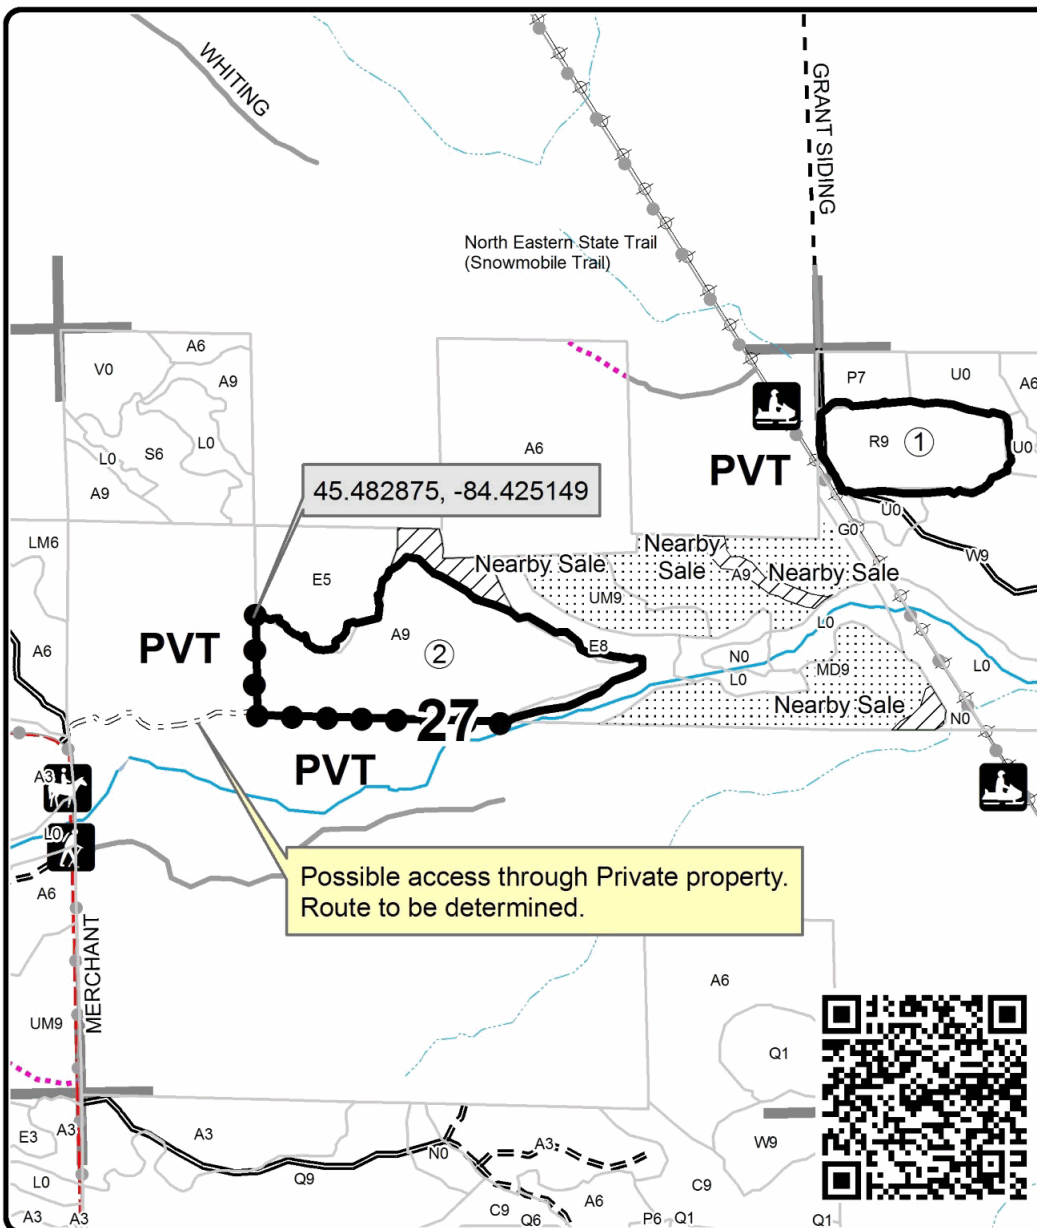 WHITING
GRANT SIDING
North Eastern State Trail
(Snowmobile Trail)
A6
V0
A9
P7
U0
A6
L0
S6
L0
A9
A6
R9
1
U0
PVT
45.482875, -84.425149
U0
G0
LM6
Nearby
Sale
Nearby Sale
A9
Nearby Sale
W9
E5
UM9
A9
L0
A6
PVT
2
E8
N0
L0
MD9
L0
Nearby Sale
N0
27
PVT
A3
L0
Possible access through Private property.
Route to be determined.
A6
MERCHANT
A6
UM9
Q1
E3
A3
A3
A3
W9
N0
Q9
L0
C9
A6
C9
A3
A3
Q6
P6
Q1
Q1